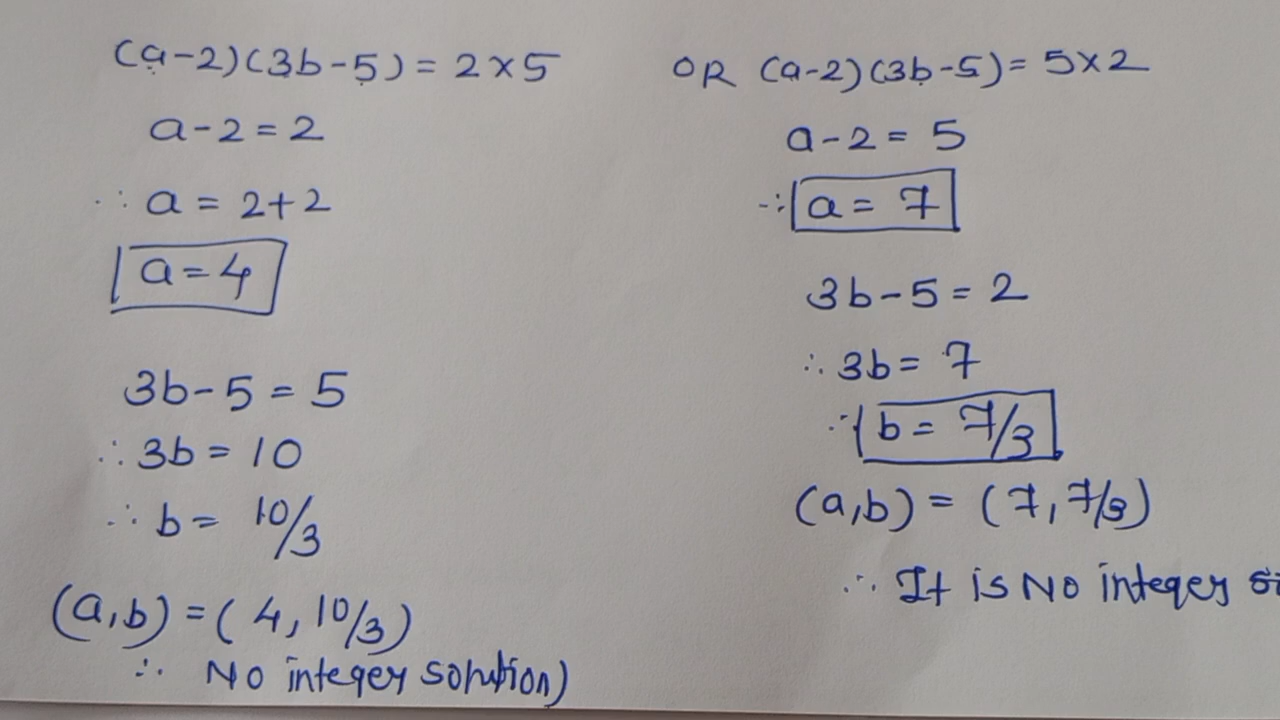 (a-2)(3b-5) = 2×5
a-2 = 2
∴ a = 2+2
a = 4
3b-5 = 5
∴ 3b = 10
∴ b = 10/3
(a,b) = (4, 10/3)
∴ No integer solution)
OR (a-2)(3b-5) = 5×2
a-2 = 5
∴ a = 7
3b-5 = 2
∴ 3b = 7
∴ b = 7/3
(a,b) = (7, 7/3)
∴ It is No integer